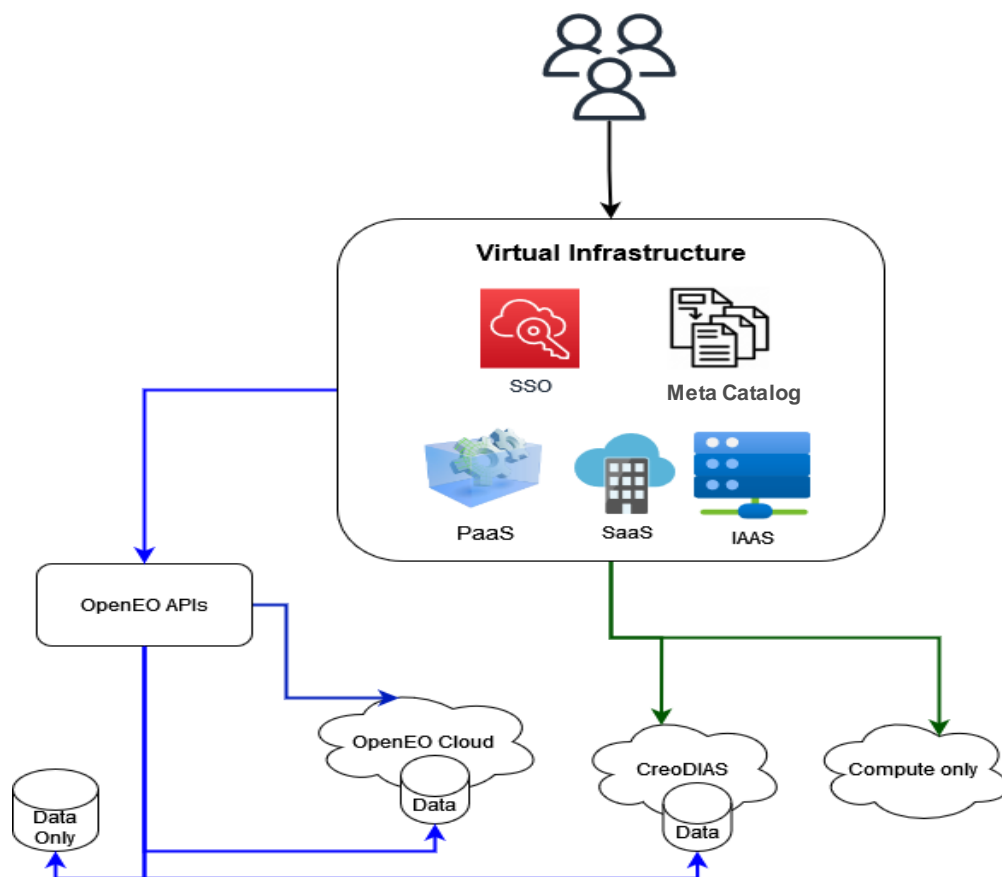 Virtual Infrastructure
SSO
Meta Catalog
PaaS
SaaS
IAAS
OpenEO APIs
OpenEO Cloud
Data
CreoDIAS
Data
Compute only
Data
Only